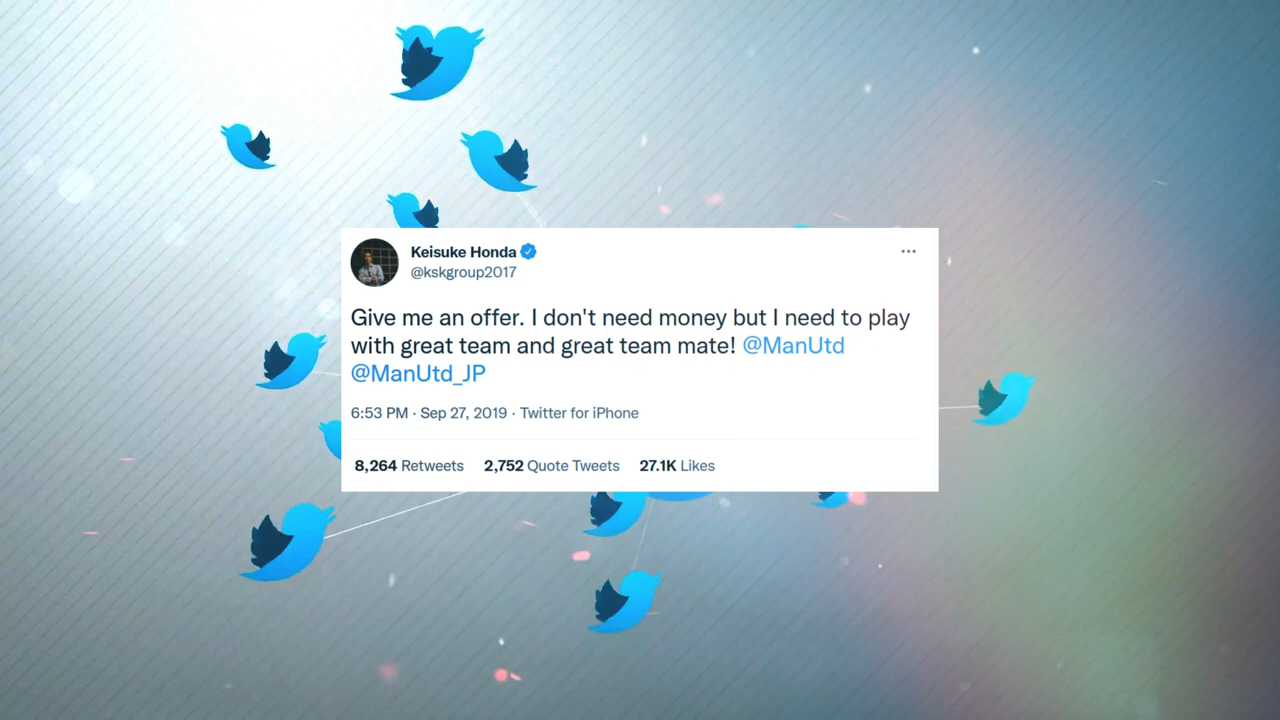 Keisuke Honda
@kskgroup2017
Give me an offer. I don't need money but I need to play
with great team and great team mate! @ManUtd
@ManUtd_JP
6:53 PM · Sep 27, 2019 · Twitter for iPhone
8,264 Retweets 2,752 Quote Tweets 27.1K Likes